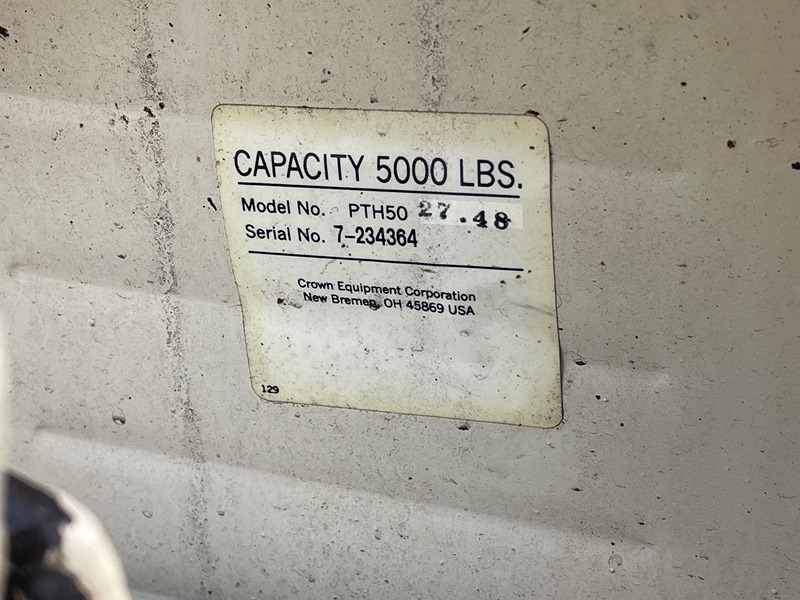 CAPACITY 5000 LBS.
Model No. PTH50 27.48
Serial No. 7-234364
Crown Equipment Corporation
New Bremen, OH 45869 USA
129